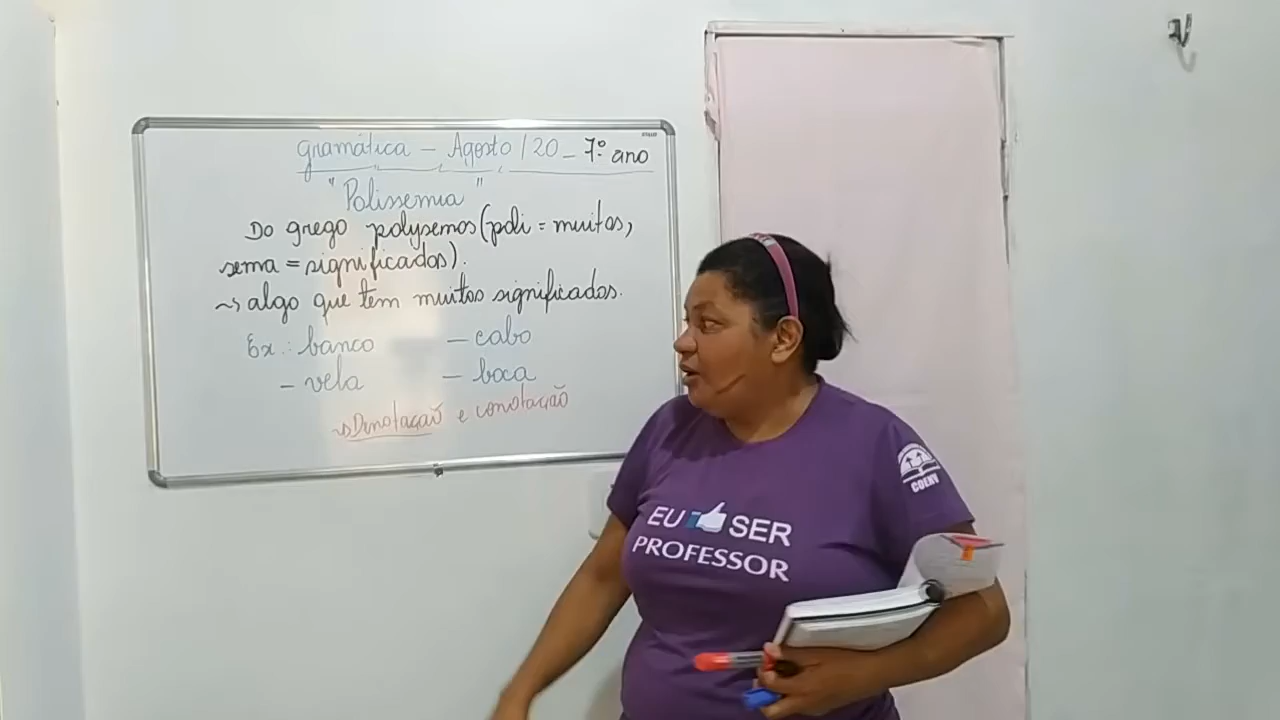 gramática - Agosto /20 - 7º ano
"Polissemia"
Do grego polysemos (poli = muitos,
sema = significados).
~> algo que tem muitos significados.
Ex.: banco - cabo
- vela - boca
~> Denotação e conotação
EU SER
PROFESSOR
COENV